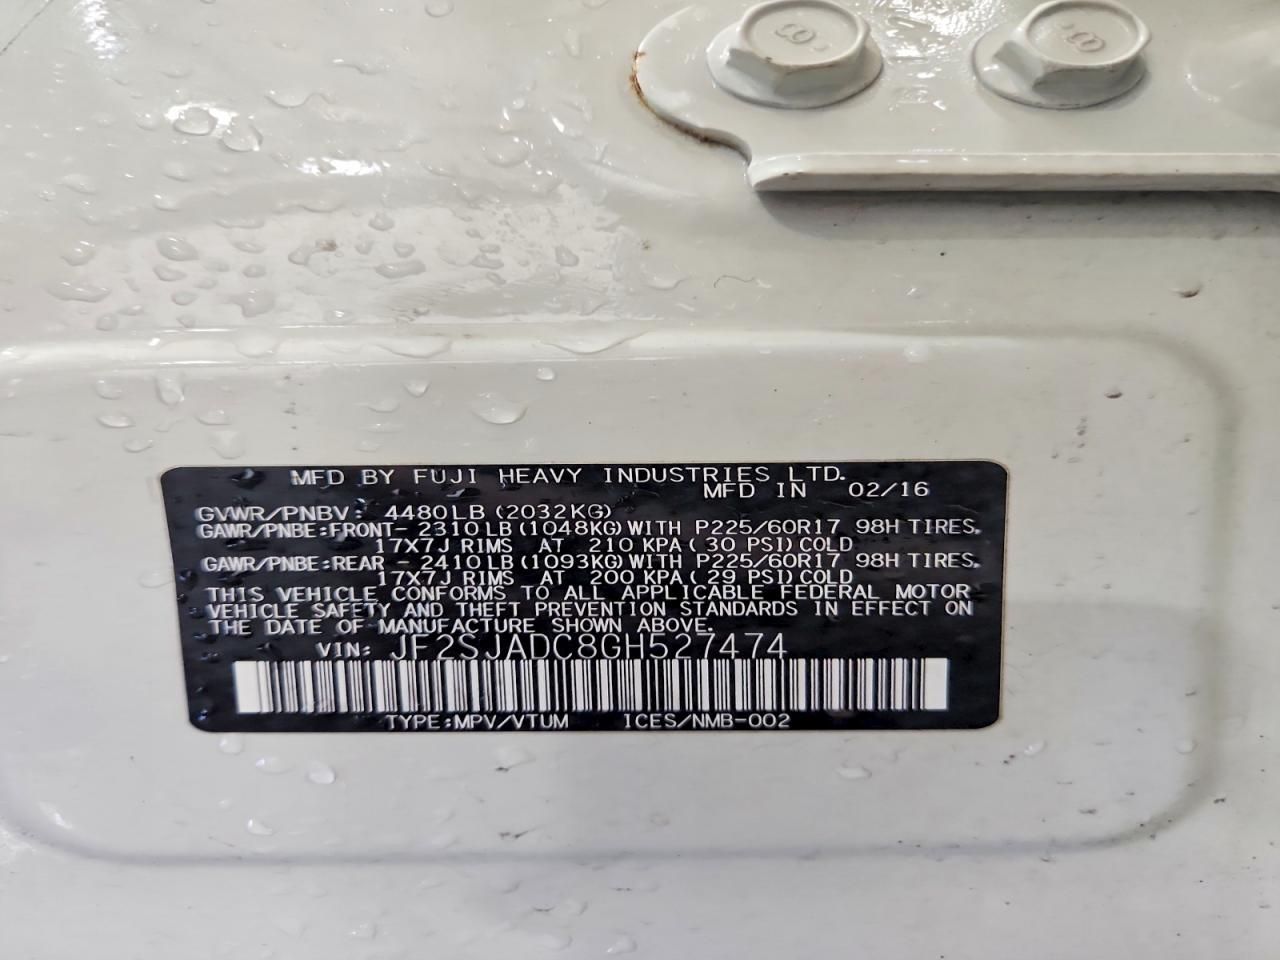 8
8
MFD BY FUJI HEAVY INDUSTRIES LTD.
MFD IN 02/16
GVWR/PNBV: 4480LB (2032KG)
GAWR/PNBE:FRONT- 2310LB (1048KG) WITH P225/60R17 98H TIRES.
17X7J RIMS AT 210 KPA (30 PSI) COLD
GAWR/PNBE:REAR - 2410LB (1093KG) WITH P225/60R17 98H TIRES.
17X7J RIMS AT 200 KPA (29 PSI) COLD
THIS VEHICLE CONFORMS TO ALL APPLICABLE FEDERAL MOTOR
VEHICLE SAFETY AND THEFT PREVENTION STANDARDS IN EFFECT ON
THE DATE OF MANUFACTURE SHOWN ABOVE.
VIN: JF2SJADC8GH527474
TYPE:MPV/VTUM ICES/NMB-002